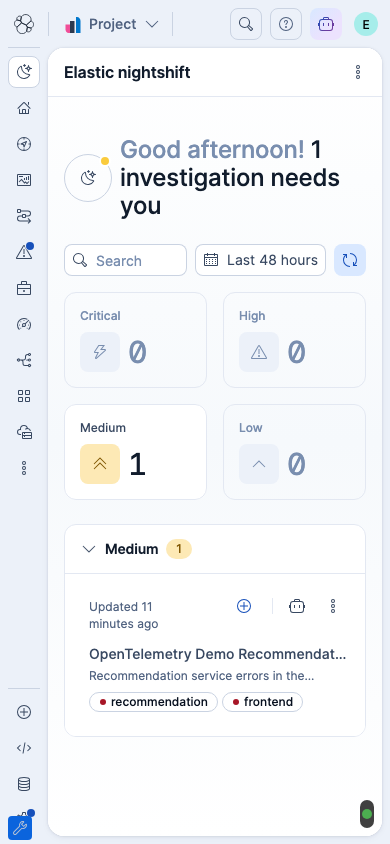 Project
E
Elastic nightshift
Good afternoon! 1
investigation needs
you
Search
Last 48 hours
Critical
0
High
0
Medium
1
Low
0
Medium
1
Updated 11
minutes ago
OpenTelemetry Demo Recommendat...
Recommendation service errors in the...
recommendation
frontend